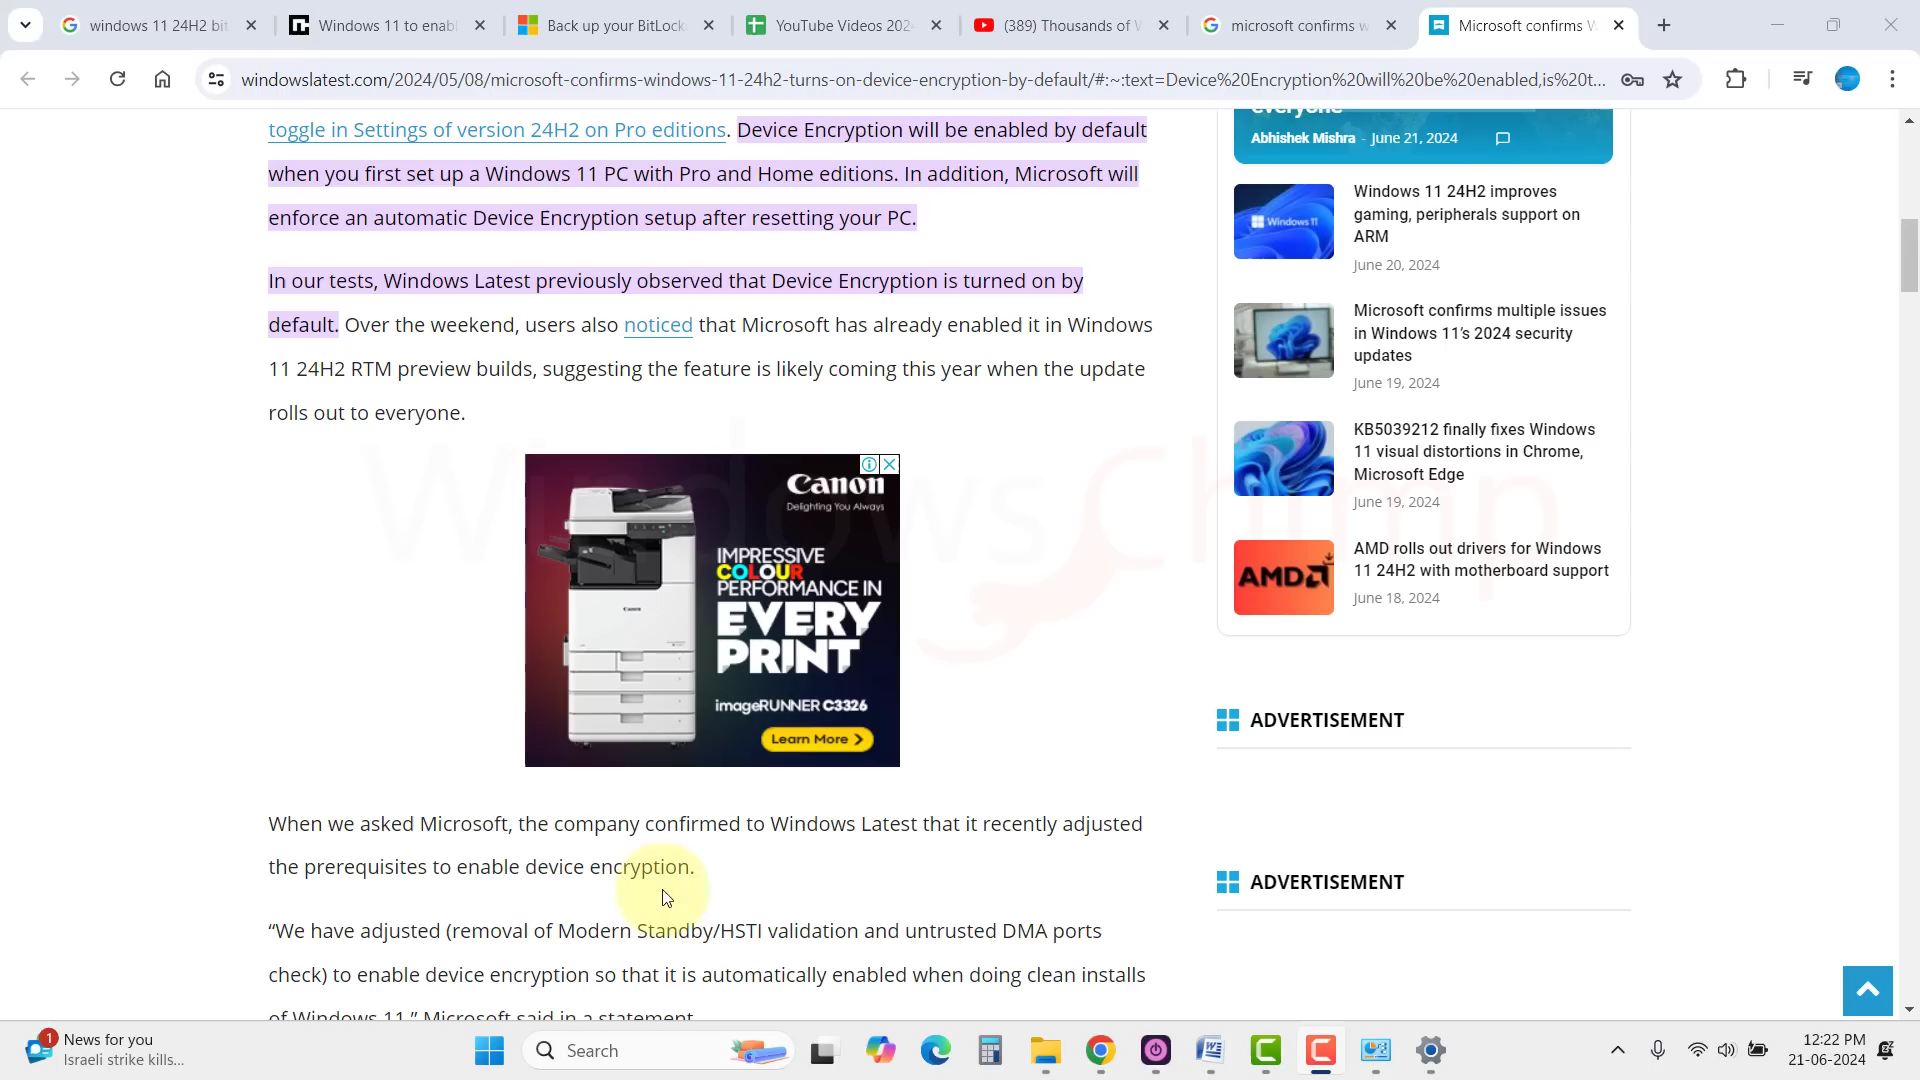 windows 11 24H2 bit
Windows 11 to enabl
Back up your BitLock
YouTube Videos 202
(389) Thousands of W
microsoft confirms w
Microsoft confirms W
windowslatest.com/2024/05/08/microsoft-confirms-windows-11-24h2-turns-on-device-encryption-by-default/#:~:text=Device%20Encryption%20will%20be%20enabled,is%20t...
toggle in Settings of version 24H2 on Pro editions. Device Encryption will be enabled by default
when you first set up a Windows 11 PC with Pro and Home editions. In addition, Microsoft will
enforce an automatic Device Encryption setup after resetting your PC.
In our tests, Windows Latest previously observed that Device Encryption is turned on by
default. Over the weekend, users also noticed that Microsoft has already enabled it in Windows
11 24H2 RTM preview builds, suggesting the feature is likely coming this year when the update
rolls out to everyone.
Windows Chimp
Canon
Delighting You Always
IMPRESSIVE
COLOUR
PERFORMANCE IN
EVERY
PRINT
imageRUNNER C3326
Learn More >
Canon
When we asked Microsoft, the company confirmed to Windows Latest that it recently adjusted
the prerequisites to enable device encryption.
“We have adjusted (removal of Modern Standby/HSTI validation and untrusted DMA ports
check) to enable device encryption so that it is automatically enabled when doing clean installs
of Windows 11,” Microsoft said in a statement
everyone
Abhishek Mishra - June 21, 2024
Windows 11
Windows 11 24H2 improves
gaming, peripherals support on
ARM
June 20, 2024
Microsoft confirms multiple issues
in Windows 11’s 2024 security
updates
June 19, 2024
KB5039212 finally fixes Windows
11 visual distortions in Chrome,
Microsoft Edge
June 19, 2024
AMD
AMD rolls out drivers for Windows
11 24H2 with motherboard support
June 18, 2024
ADVERTISEMENT
ADVERTISEMENT
1
News for you
Israeli strike kills...
Search
12:22 PM
21-06-2024